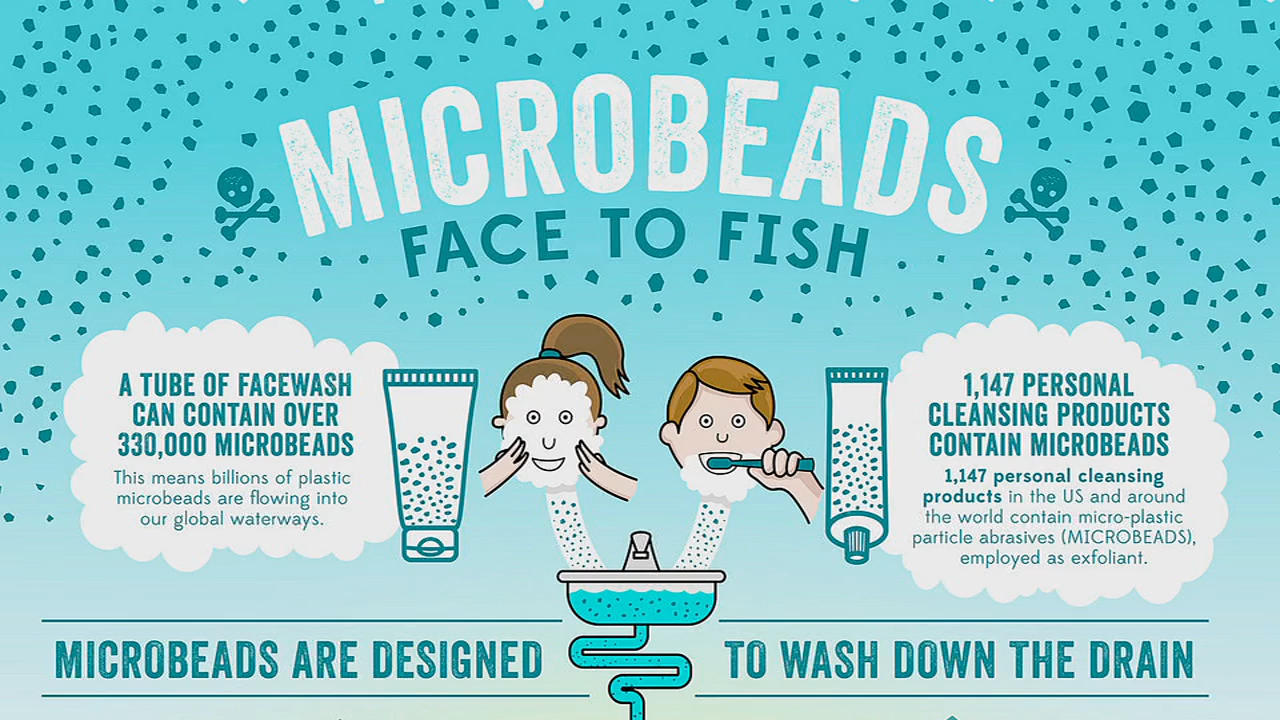 MICROBEADS
FACE TO FISH
A TUBE OF FACEWASH
CAN CONTAIN OVER
330,000 MICROBEADS
This means billions of plastic
microbeads are flowing into
our global waterways.
1,147 PERSONAL
CLEANSING PRODUCTS
CONTAIN MICROBEADS
1,147 personal cleansing
products in the US and around
the world contain micro-plastic
particle abrasives (MICROBEADS),
employed as exfoliant.
MICROBEADS ARE DESIGNED TO WASH DOWN THE DRAIN